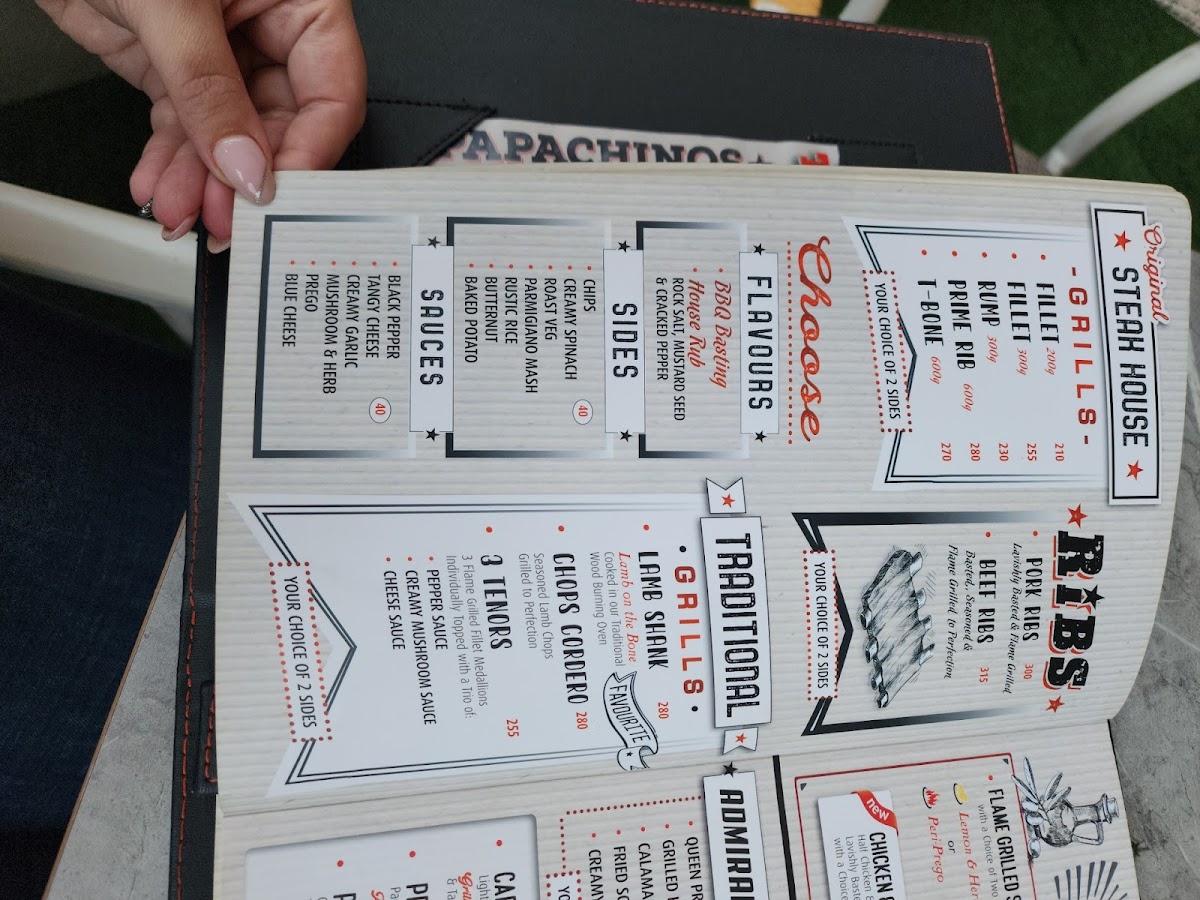 PAPACHINOS
Original
STEAK HOUSE
- GRILLS -
FILLET 200g 210
FILLET 300g 255
RUMP 300g 230
PRIME RIB 600g 280
T-BONE 600g 270
YOUR CHOICE OF 2 SIDES
Choose
FLAVOURS
BBQ Basting
House Rub
ROCK SALT, MUSTARD SEED
& CRACKED PEPPER
SIDES
CHIPS
CREAMY SPINACH 40
ROAST VEG
PARMIGIANO MASH
RUSTIC RICE
BUTTERNUT
BAKED POTATO
SAUCES
BLACK PEPPER
TANGY CHEESE 40
CREAMY GARLIC
MUSHROOM & HERB
PREGO
BLUE CHEESE
RIBS
PORK RIBS 300
Lavishly Basted & Flame Grilled
BEEF RIBS 315
Basted, Seasoned &
Flame Grilled to Perfection
YOUR CHOICE OF 2 SIDES
TRADITIONAL
• GRILLS •
LAMB SHANK 280
Lamb on the Bone
Cooked in our Traditional
Wood Burning Oven
FAVOURITE
CHOPS CORDERO 280
Seasoned Lamb Chops
Grilled to Perfection
3 TENORS 255
3 Flame Grilled Fillet Medallions
Individually Topped with a Trio of:
• PEPPER SAUCE
• CREAMY MUSHROOM SAUCE
• CHEESE SAUCE
YOUR CHOICE OF 2 SIDES
FLAME GRILLED
with a Choice of Two
Lemon & Her
or
Peri Prego
new
CHICKEN
Half Chicken &
Lavishly Baste
with a Choice
ADMIRAL
QUEEN PR
GRILLED
CALAMA
FRIED
CREAMY
YO
Light
& Ta